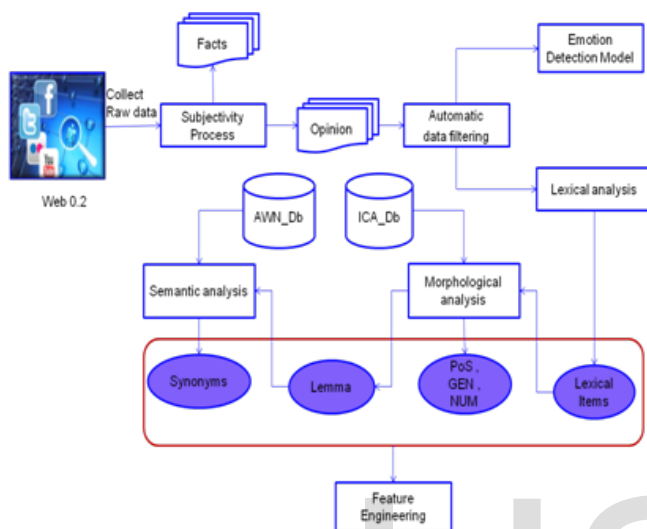 Facts
Emotion
Detection Model
Collect
Raw data
Subjectivity
Process
Opinion
Automatic
data filtering
Web 0.2
Lexical analysis
AWN_Db
ICA_Db
Semantic analysis
Morphological
analysis
Synonyms
Lemma
PoS ,
GEN ,
NUM
Lexical
Items
Feature
Engineering